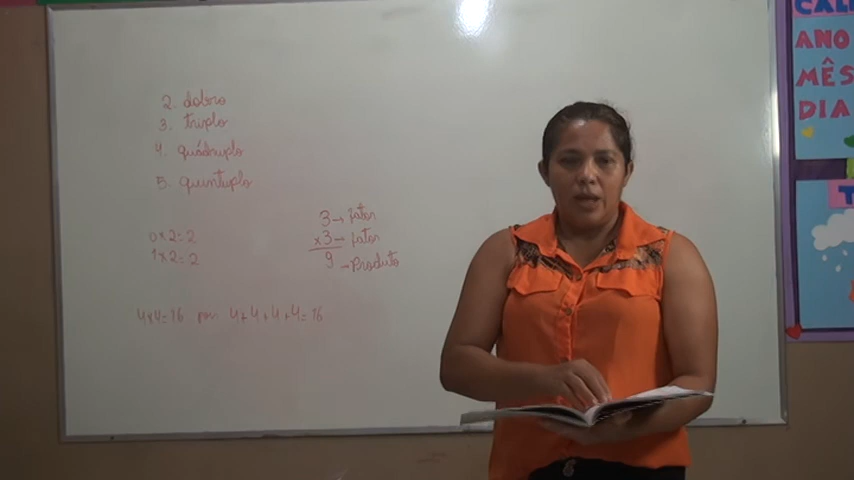 2. dobro
3. triplo
4. quádruplo
5. quíntuplo
0x2=2
1x2=2
3→ fator
x3→ fator
9 → Produto
4x4=16 por 4+4+4+4=16
CAL
ANO
MÊS
DIA
T